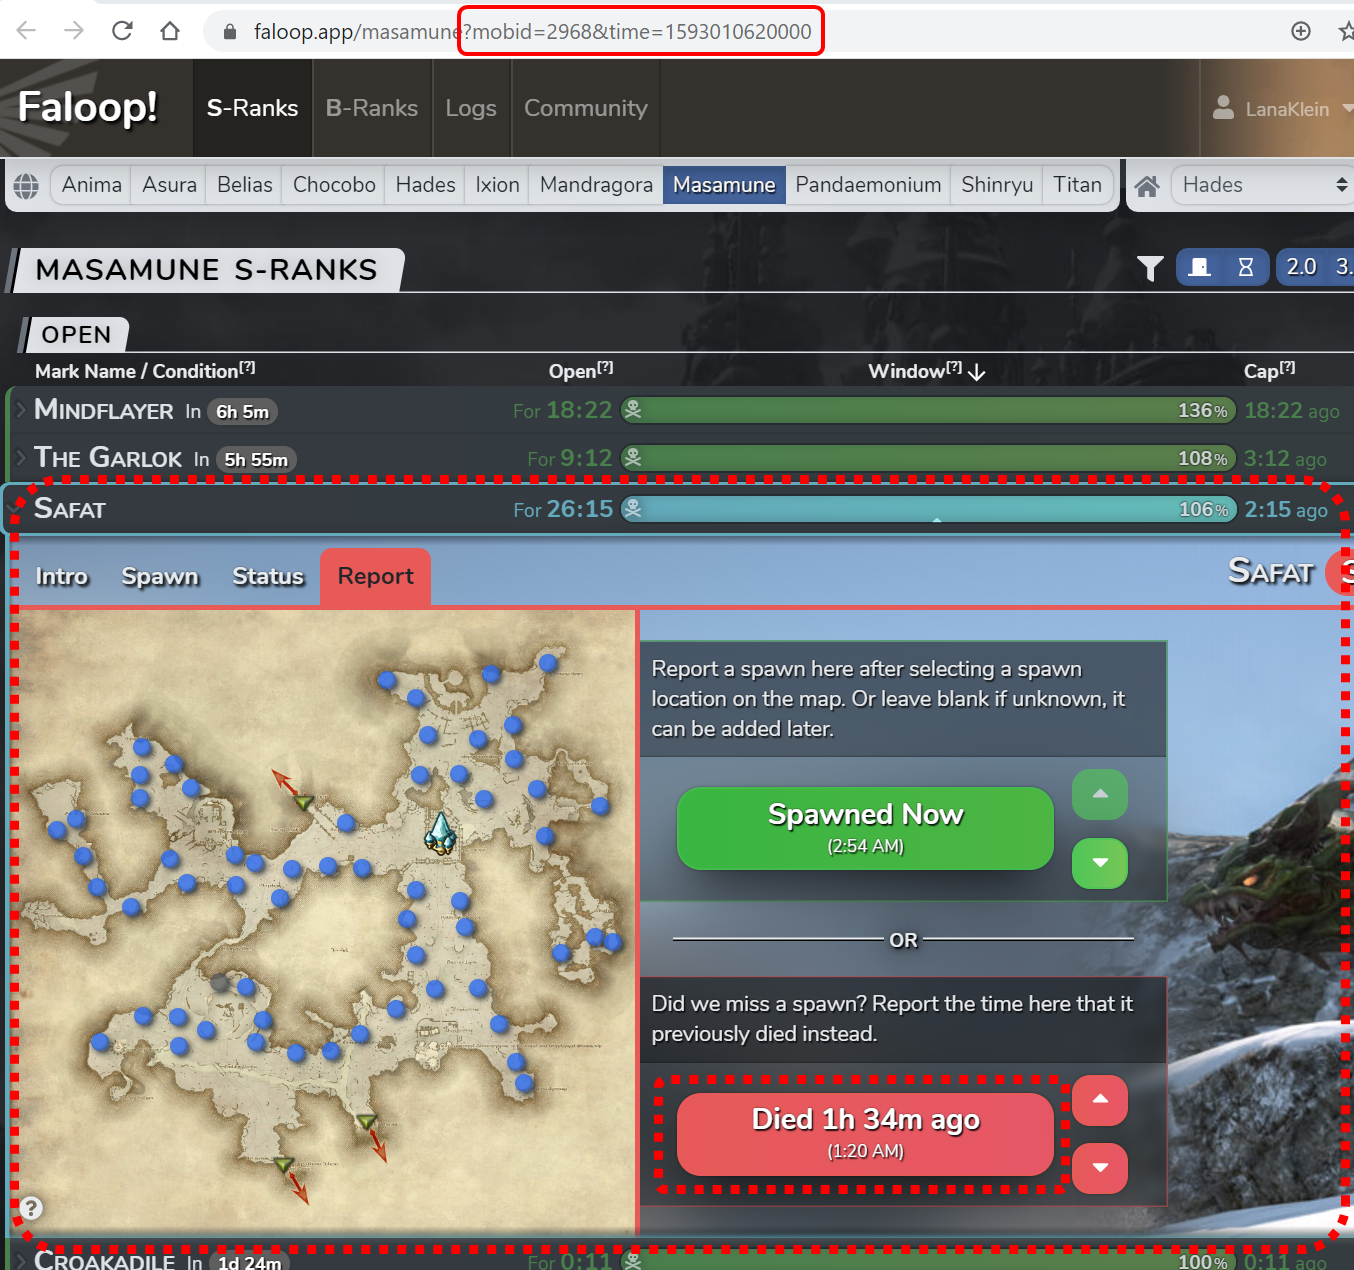 faloop.app/masamune?mobid=2968&time=1593010620000
Faloop!
S-Ranks
B-Ranks
Logs
Community
LanaKlein
Anima
Asura
Belias
Chocobo
Hades
Ixion
Mandragora
Masamune
Pandaemonium
Shinryu
Titan
Hades
MASAMUNE S-RANKS
2.0 3.
OPEN
Mark Name / Condition[?]
Open[?]
Window[?]
Cap[?]
MINDFLAYER In 6h 5m For 18:22 136% 18:22 ago
THE GARLOK In 5h 55m For 9:12 108% 3:12 ago
SAFAT For 26:15 106% 2:15 ago
Intro
Spawn
Status
Report
SAFAT
Report a spawn here after selecting a spawn
location on the map. Or leave blank if unknown, it
can be added later.
Spawned Now
(2:54 AM)
OR
Did we miss a spawn? Report the time here that it
previously died instead.
Died 1h 34m ago
(1:20 AM)
?
CROAKADILE In 1d 24m For 0:11 100% 0:11 ago